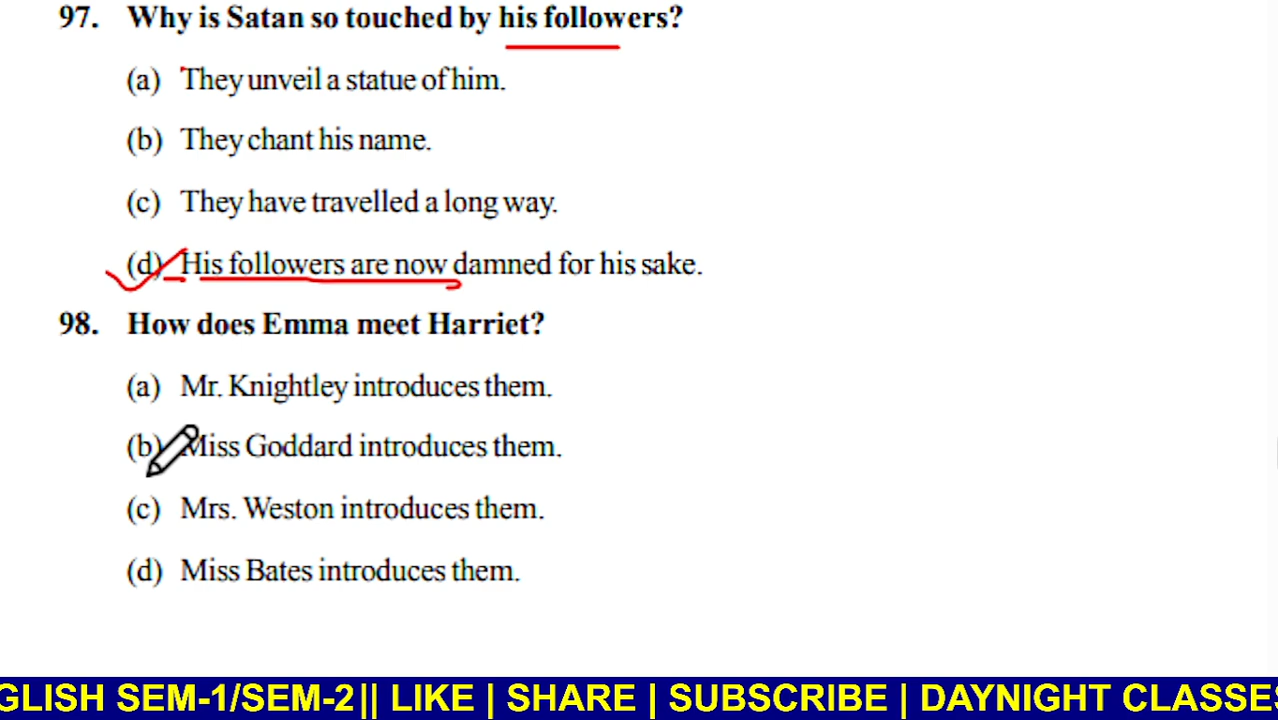 97. Why is Satan so touched by his followers?
(a) They unveil a statue of him.
(b) They chant his name.
(c) They have travelled a long way.
(d) His followers are now damned for his sake.
98. How does Emma meet Harriet?
(a) Mr. Knightley introduces them.
(b) Miss Goddard introduces them.
(c) Mrs. Weston introduces them.
(d) Miss Bates introduces them.
GLISH SEM-1/SEM-2 || LIKE | SHARE | SUBSCRIBE | DAYNIGHT CLASSES